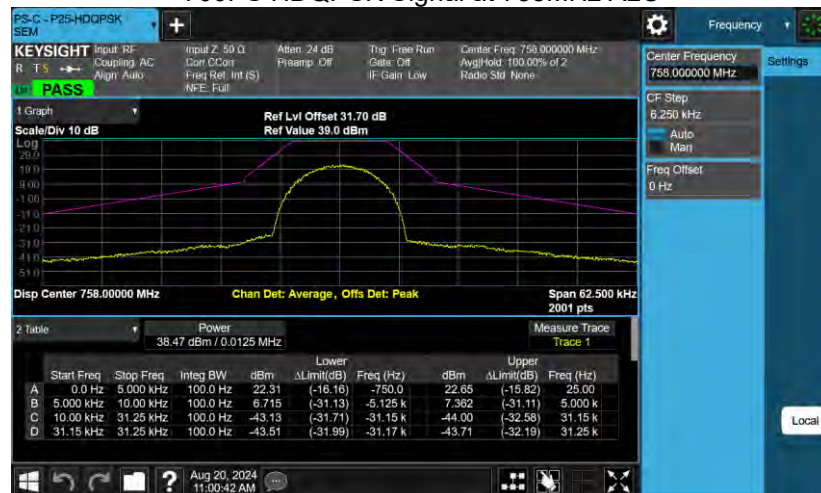 PS-C - P25-HDQPSK
SEM
Frequency
KEYSIGHT
R T S
PASS
Input: RF
Coupling: AC
Align: Auto
Input Z: 50 Ω
Corr CCorr
Freq Ref: Int (S)
NFE: Full
Atten: 24 dB
Preamp: Off
Trig: Free Run
Gate: Off
IF Gain: Low
Center Freq: 758.000000 MHz
Avg|Hold: 100.00% of 2
Radio Std: None
Center Frequency
758.000000 MHz
Settings
CF Step
6.250 kHz
Auto
Man
Freq Offset
0 Hz
1 Graph
Scale/Div 10 dB
Ref Lvl Offset 31.70 dB
Ref Value 39.0 dBm
Log
29.0
19.0
9.00
-1.00
-11.0
-21.0
-31.0
-41.0
-51.0
Disp Center 758.00000 MHz
Chan Det: Average, Offs Det: Peak
Span 62.500 kHz
2001 pts
2 Table
Power
38.47 dBm / 0.0125 MHz
Measure Trace
Trace 1
Lower Upper
Start Freq Stop Freq Integ BW dBm ΔLimit(dB) Freq (Hz) dBm ΔLimit(dB) Freq (Hz)
A 0.0 Hz 5.000 kHz 100.0 Hz 22.31 (-16.16) -750.0 22.65 (-15.82) 25.00
B 5.000 kHz 10.00 kHz 100.0 Hz 6.715 (-31.13) -5.125 k 7.362 (-31.11) 5.000 k
C 10.00 kHz 31.25 kHz 100.0 Hz -43.13 (-31.71) -31.15 k -44.00 (-32.58) 31.15 k
D 31.15 kHz 31.25 kHz 100.0 Hz -43.51 (-31.99) -31.17 k -43.71 (-32.19) 31.25 k
Local
Aug 20, 2024
11:00:42 AM